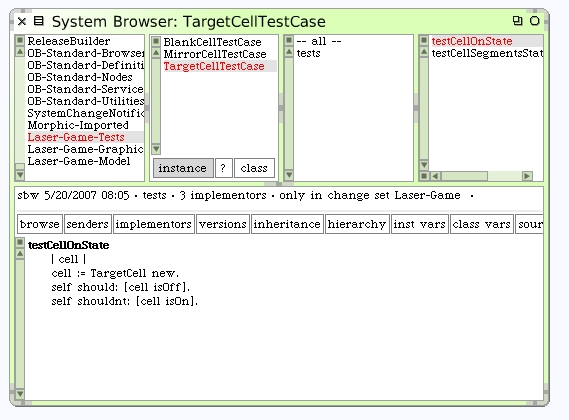 System Browser: TargetCellTestCase
ReleaseBuilder
OB-Standard-Browser
OB-Standard-Definiti
OB-Standard-Nodes
OB-Standard-Service
OB-Standard-Utilities
SystemChangeNotific
Morphic-Imported
Laser-Game-Tests
Laser-Game-Graphic
Laser-Game-Model
BlankCellTestCase
MirrorCellTestCase
TargetCellTestCase
instance ? class
-- all --
tests
testCellOnState
testCellSegmentsStat
sbw 5/20/2007 08:05 · tests · 3 implementors · only in change set Laser-Game ·
browse senders implementors versions inheritance hierarchy inst vars class vars sour
testCellOnState
| cell |
cell := TargetCell new.
self should: [cell isOff].
self shouldnt: [cell isOn].